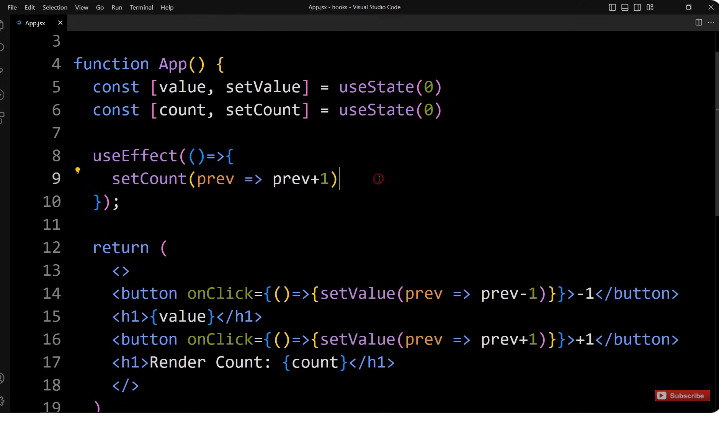 File Edit Selection View Go Run Terminal Help
App.jsx - hooks - Visual Studio Code
App.jsx
3
4 function App() {
5 const [value, setValue] = useState(0)
6 const [count, setCount] = useState(0)
7
8 useEffect(()=>{
9 setCount(prev => prev+1)
10 });
11
12 return (
13 <>
14 <button onClick={()=>{setValue(prev => prev-1)}}>-1</button>
15 <h1>{value}</h1>
16 <button onClick={()=>{setValue(prev => prev+1)}}>+1</button>
17 <h1>Render Count: {count}</h1>
18 </>
19 )
Subscribe